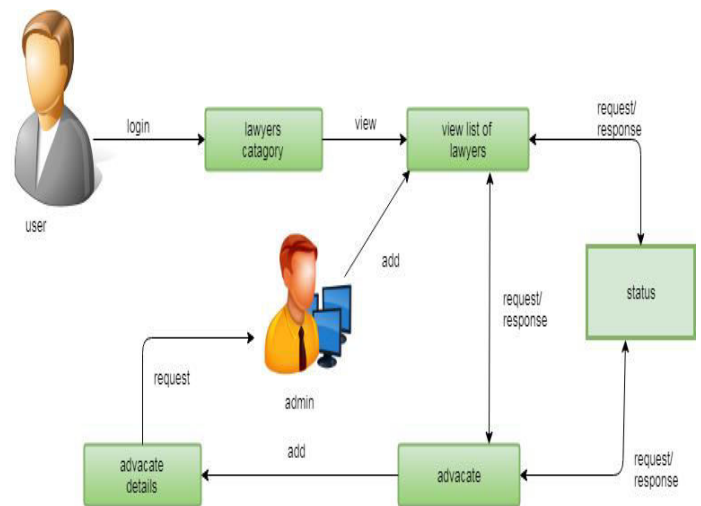 login
lawyers
catagory
view
view list of
lawyers
request/
response
user
add
request/
response
status
request
admin
advacate
details
add
advacate
request/
response